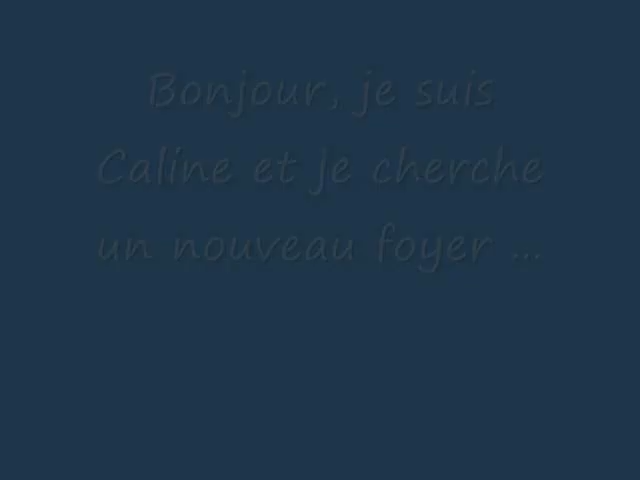 Bonjour, je suis
Caline et je cherche
un nouveau foyer ...